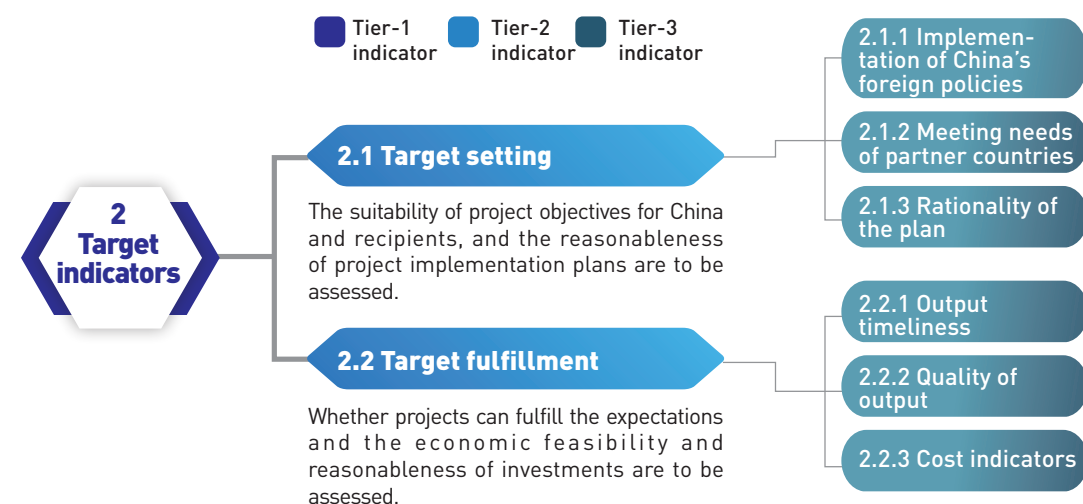 Tier-1
indicator
Tier-2
indicator
Tier-3
indicator
2
Target
indicators
2.1 Target setting
The suitability of project objectives for China
and recipients, and the reasonableness
of project implementation plans are to be
assessed.
2.1.1 Implemen-
tation of China’s
foreign policies
2.1.2 Meeting needs
of partner countries
2.1.3 Rationality of
the plan
2.2 Target fulfillment
Whether projects can fulfill the expectations
and the economic feasibility and
reasonableness of investments are to be
assessed.
2.2.1 Output
timeliness
2.2.2 Quality of
output
2.2.3 Cost indicators